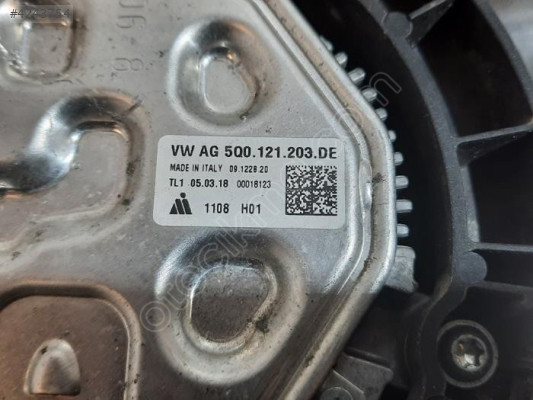 VW AG 5Q0.121.203.DE
MADE IN ITALY 09.1228.20
TL1 05.03.18 00018123
1108 H01